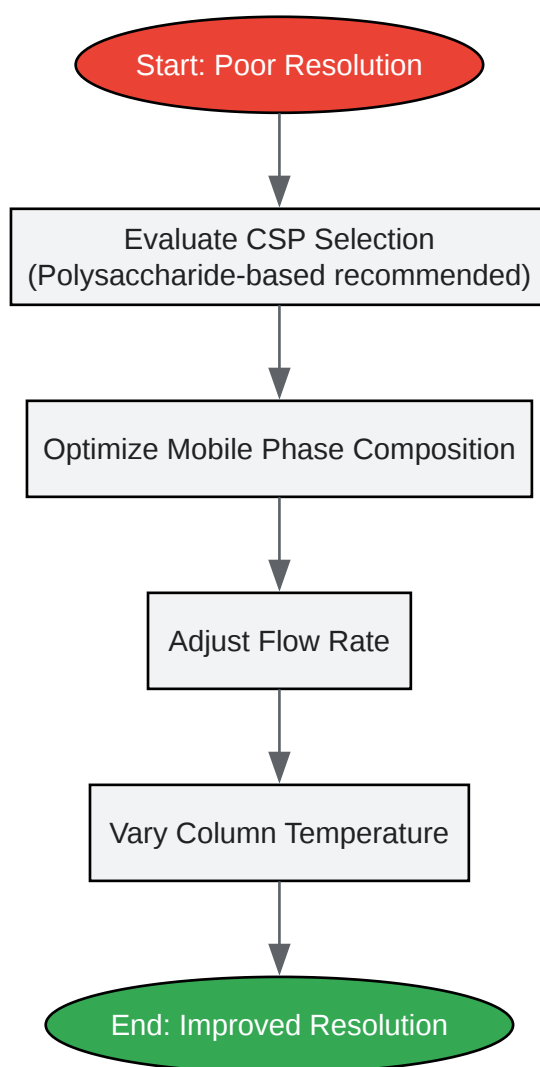 Start: Poor Resolution
Evaluate CSP Selection
(Polysaccharide-based recommended)
Optimize Mobile Phase Composition
Adjust Flow Rate
Vary Column Temperature
End: Improved Resolution